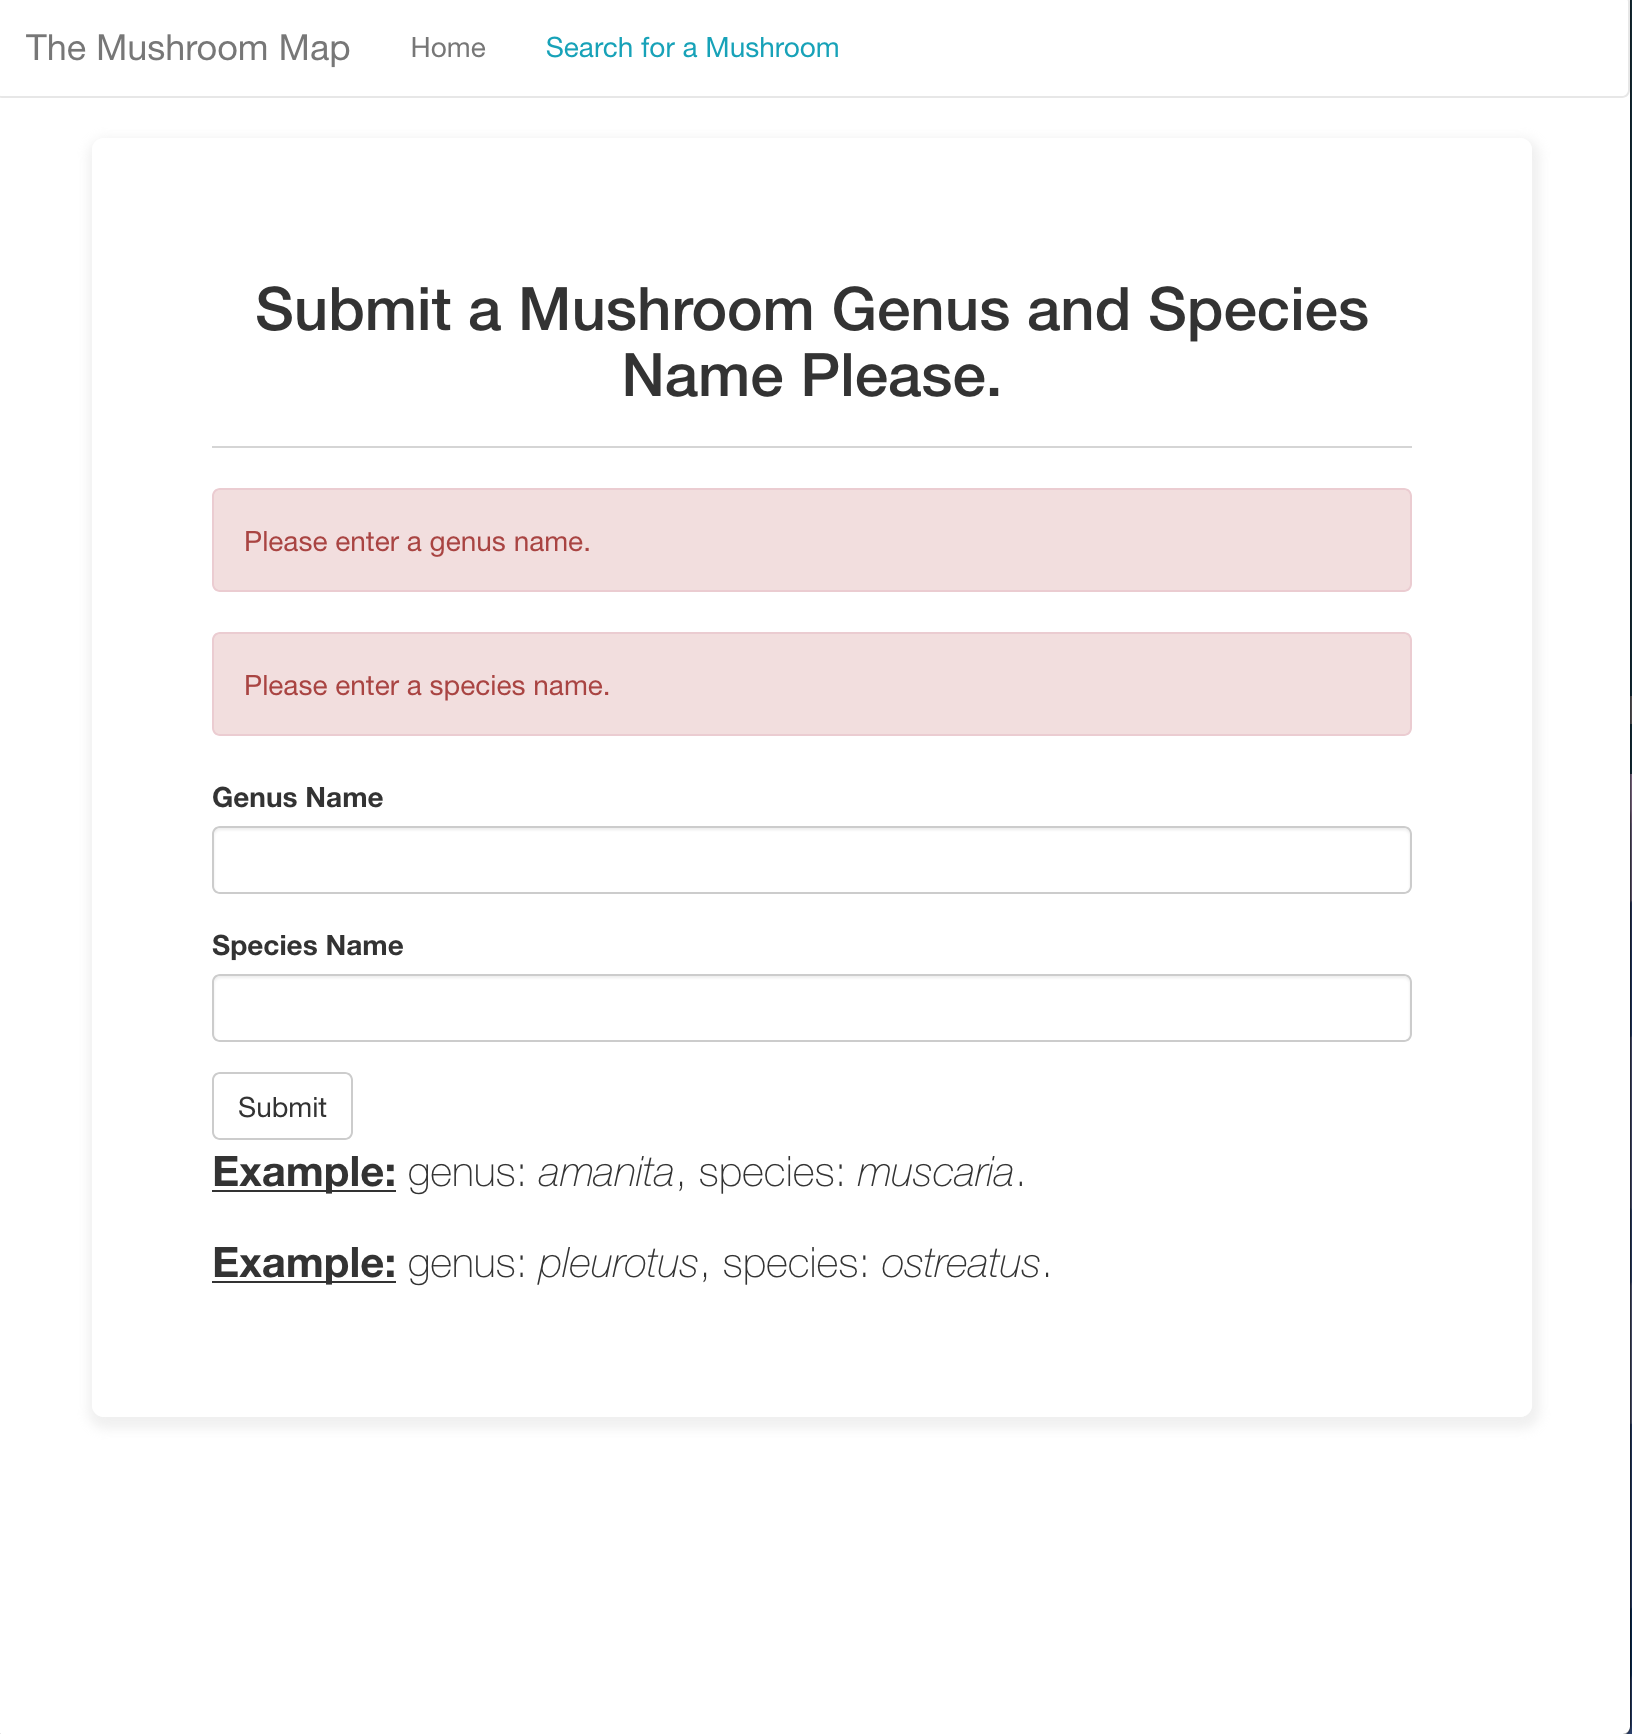 The Mushroom Map Home Search for a Mushroom
Submit a Mushroom Genus and Species
Name Please.
Please enter a genus name.
Please enter a species name.
Genus Name
Species Name
Submit
Example: genus: amanita, species: muscaria.
Example: genus: pleurotus, species: ostreatus.